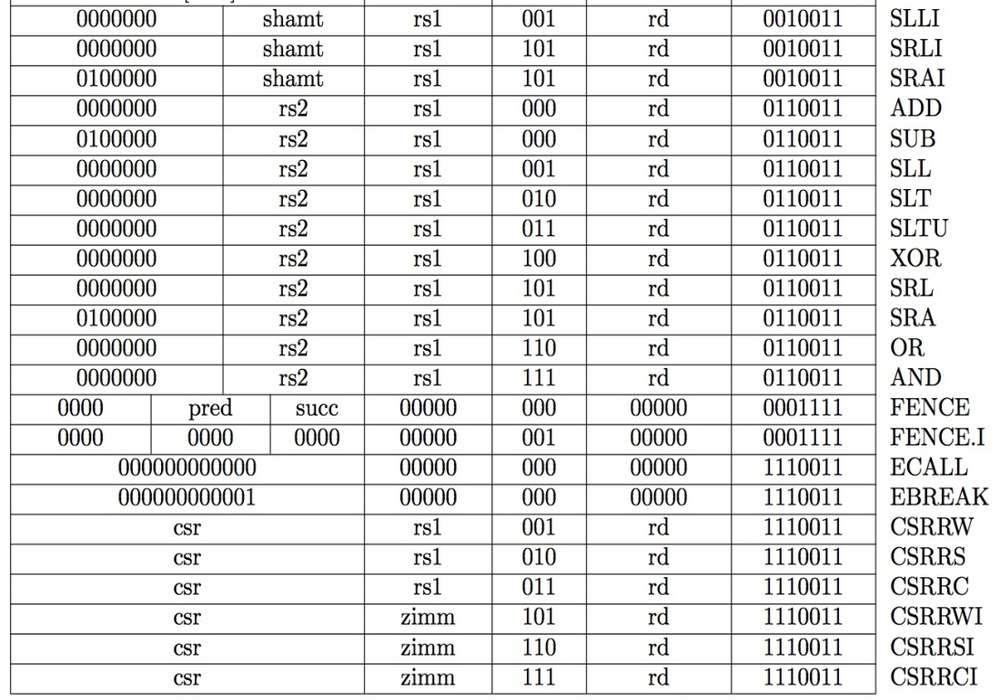 0000000 shamt rs1 001 rd 0010011 SLLI
0000000 shamt rs1 101 rd 0010011 SRLI
0100000 shamt rs1 101 rd 0010011 SRAI
0000000 rs2 rs1 000 rd 0110011 ADD
0100000 rs2 rs1 000 rd 0110011 SUB
0000000 rs2 rs1 001 rd 0110011 SLL
0000000 rs2 rs1 010 rd 0110011 SLT
0000000 rs2 rs1 011 rd 0110011 SLTU
0000000 rs2 rs1 100 rd 0110011 XOR
0000000 rs2 rs1 101 rd 0110011 SRL
0100000 rs2 rs1 101 rd 0110011 SRA
0000000 rs2 rs1 110 rd 0110011 OR
0000000 rs2 rs1 111 rd 0110011 AND
0000 pred succ 00000 000 00000 0001111 FENCE
0000 0000 0000 00000 001 00000 0001111 FENCE.I
000000000000 00000 000 00000 1110011 ECALL
000000000001 00000 000 00000 1110011 EBREAK
csr rs1 001 rd 1110011 CSRRW
csr rs1 010 rd 1110011 CSRRS
csr rs1 011 rd 1110011 CSRRC
csr zimm 101 rd 1110011 CSRRWI
csr zimm 110 rd 1110011 CSRRSI
csr zimm 111 rd 1110011 CSRRCI